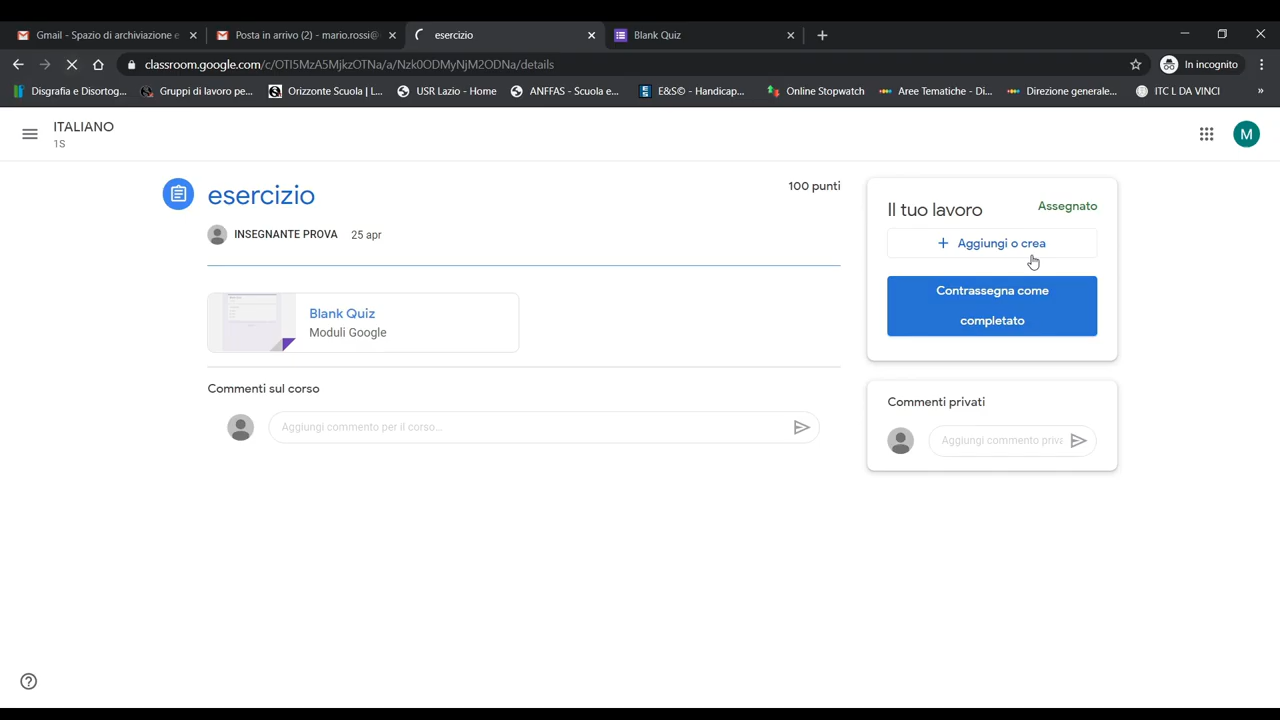 Gmail - Spazio di archiviazione e
Posta in arrivo (2) - mario.rossi@
esercizio
Blank Quiz
classroom.google.com/c/OTI5MzA5MjkzOTNa/a/Nzk0ODMyNjM2ODNa/details
In incognito
Disgrafia e Disortog...
Gruppi di lavoro pe...
Orizzonte Scuola | L...
USR Lazio - Home
ANFFAS - Scuola e...
E&S© - Handicap...
Online Stopwatch
Aree Tematiche - Di...
Direzione generale...
ITC L DA VINCI
»
ITALIANO
1S
M
esercizio
100 punti
INSEGNANTE PROVA 25 apr
Blank Quiz
Moduli Google
Commenti sul corso
Aggiungi commento per il corso...
Il tuo lavoro
Assegnato
+ Aggiungi o crea
Contrassegna come
completato
Commenti privati
Aggiungi commento priva